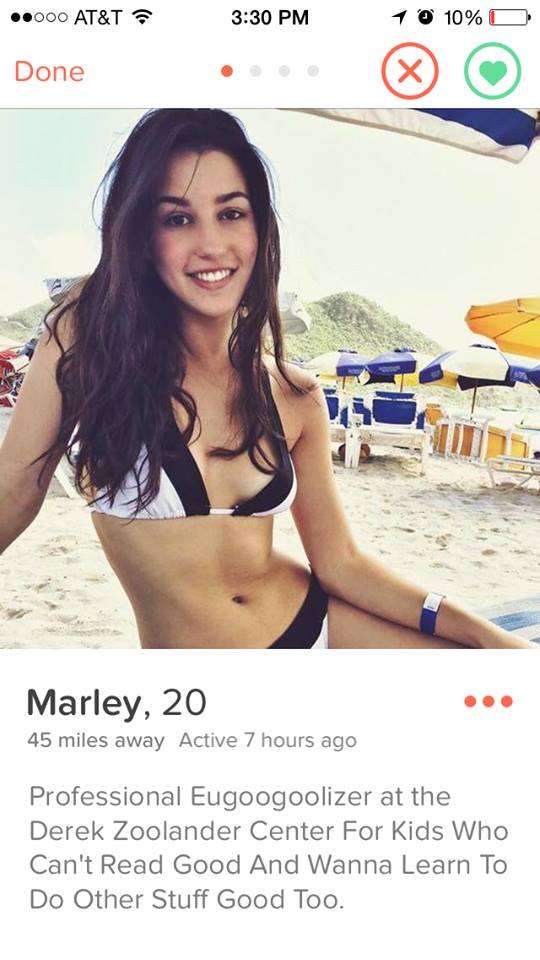 AT&T 3:30 PM 10%
Done
Marley, 20
45 miles away Active 7 hours ago
Professional Eugoogoolizer at the
Derek Zoolander Center For Kids Who
Can't Read Good And Wanna Learn To
Do Other Stuff Good Too.